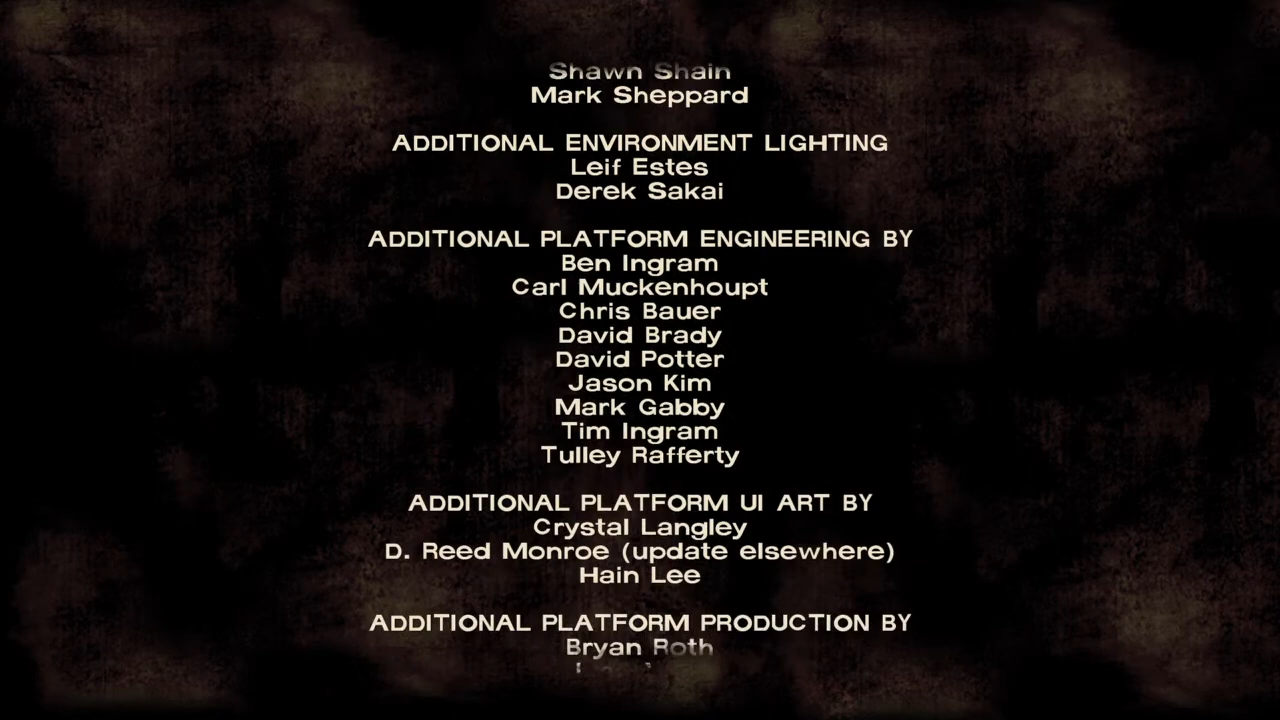 Shawn Shain
Mark Sheppard
ADDITIONAL ENVIRONMENT LIGHTING
Leif Estes
Derek Sakai
ADDITIONAL PLATFORM ENGINEERING BY
Ben Ingram
Carl Muckenhoupt
Chris Bauer
David Brady
David Potter
Jason Kim
Mark Gabby
Tim Ingram
Tulley Rafferty
ADDITIONAL PLATFORM UI ART BY
Crystal Langley
D. Reed Monroe (update elsewhere)
Hain Lee
ADDITIONAL PLATFORM PRODUCTION BY
Bryan Roth